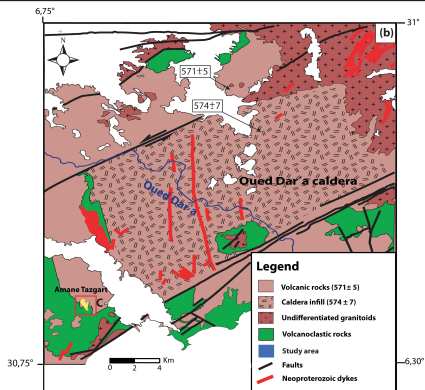 6,75°
31°
(b)
N
571±5
574±7
Oued Dar´a caldera
Oued Dar´a
Amane Tazgart
C
0 2 4 Km
30,75°
6,30°
Legend
Volcanic rocks (571± 5)
Caldera infill (574 ± 7)
Undifferentiated granitoids
Volcanoclastic rocks
Study area
Faults
Neoproterozoic dykes